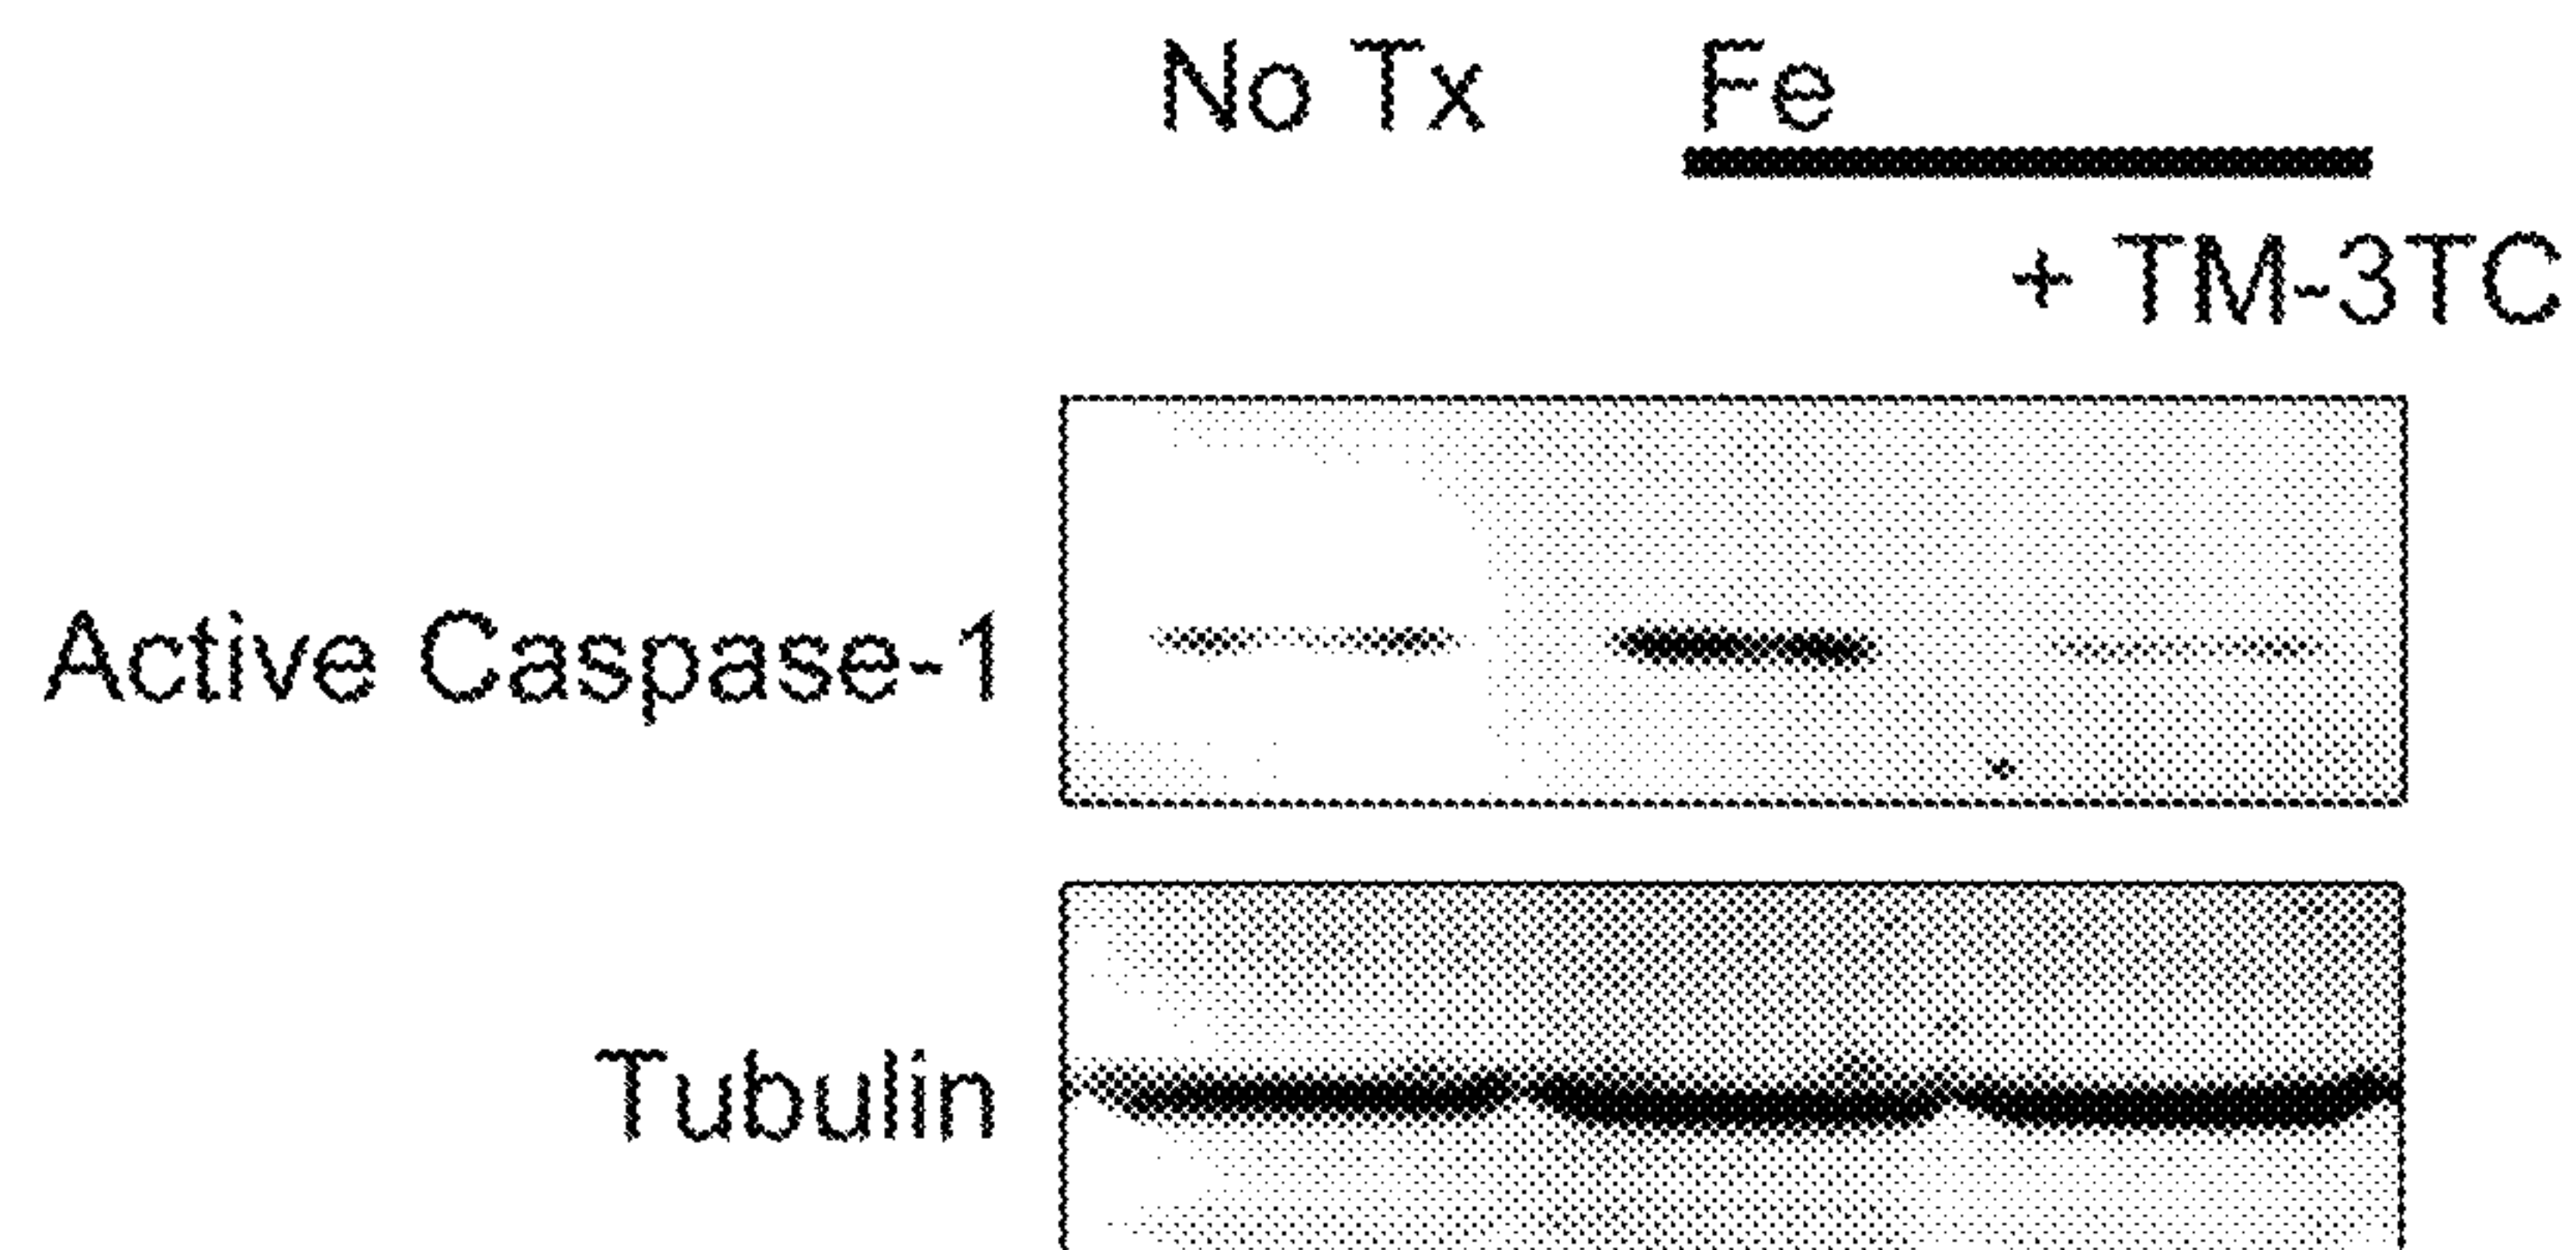 No Tx Fe
+ TM-3TC
Active Caspase-1
Tubulin